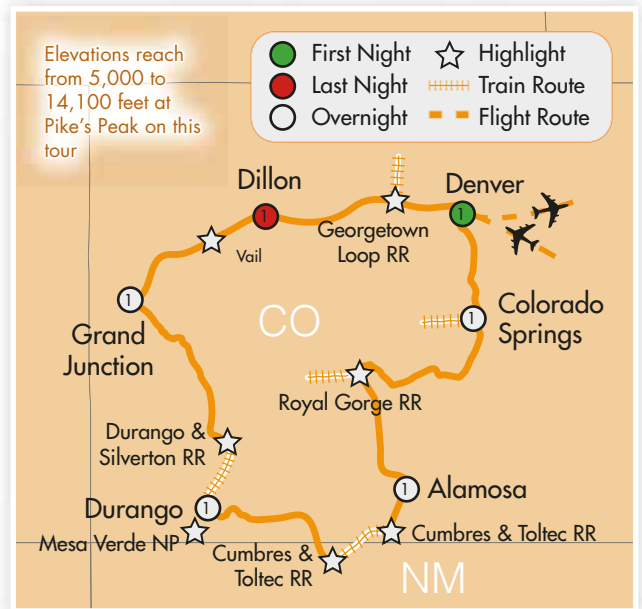 Elevations reach
from 5,000 to
14,100 feet at
Pike's Peak on this
tour
First Night
Highlight
Last Night
Train Route
Overnight
Flight Route
Dillon
1
Denver
1
Georgetown
Loop RR
Vail
1
Grand
Junction
CO
1
Colorado
Springs
Royal Gorge RR
Durango &
Silverton RR
1
Alamosa
Durango
1
Mesa Verde NP
Cumbres & Toltec RR
Cumbres &
Toltec RR
NM